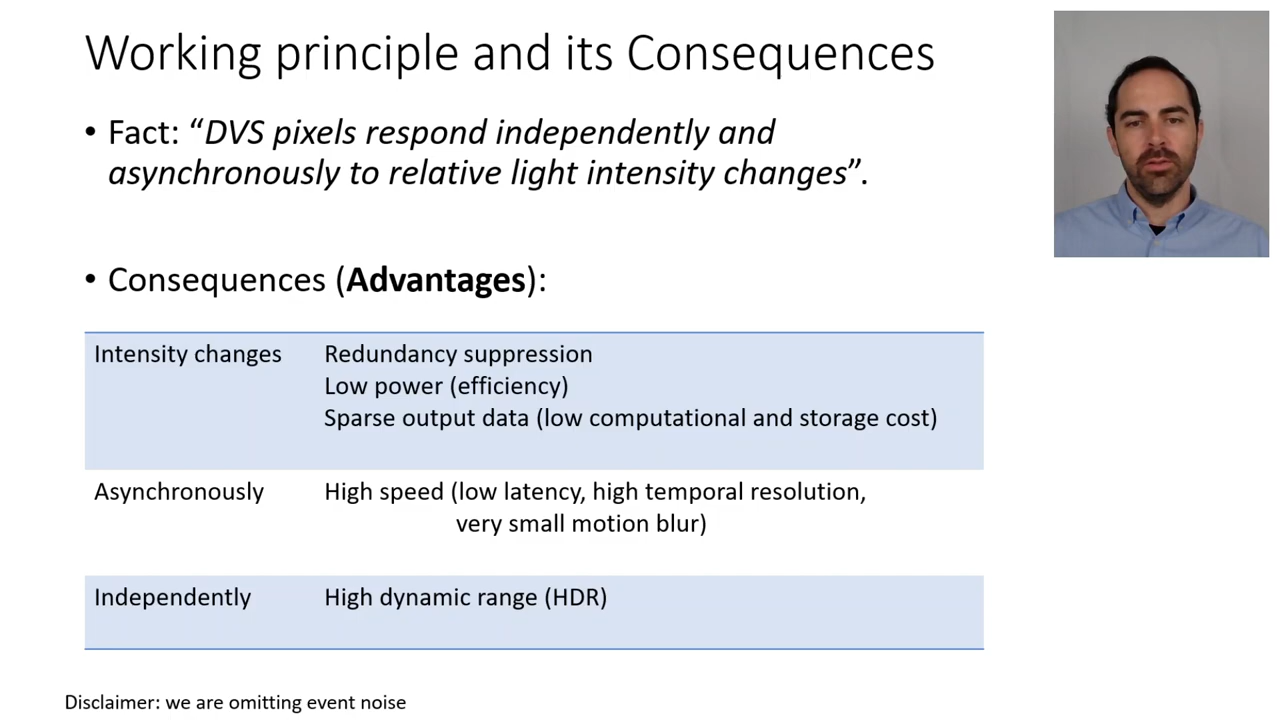 Working principle and its Consequences
• Fact: “DVS pixels respond independently and
asynchronously to relative light intensity changes”.
• Consequences (Advantages):
Intensity changes
Redundancy suppression
Low power (efficiency)
Sparse output data (low computational and storage cost)
Asynchronously
High speed (low latency, high temporal resolution,
very small motion blur)
Independently
High dynamic range (HDR)
Disclaimer: we are omitting event noise